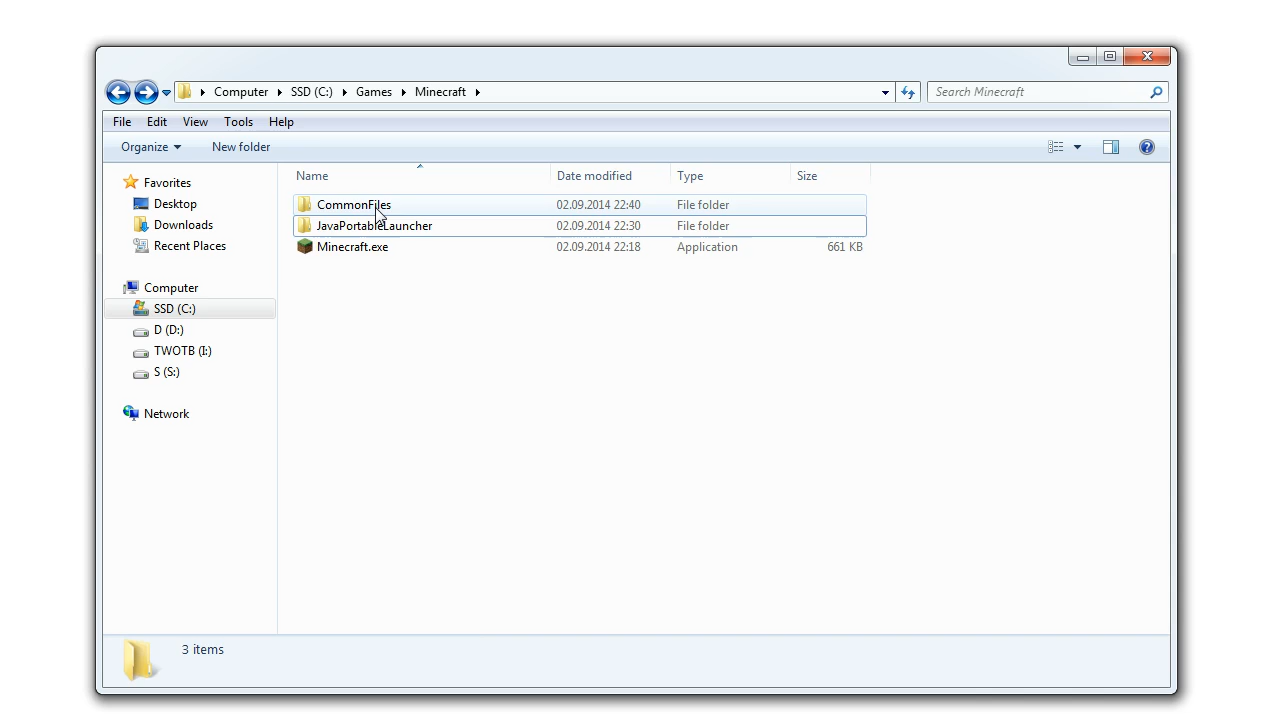 Computer SSD (C:) Games Minecraft
Search Minecraft
File Edit View Tools Help
Organize New folder
Name Date modified Type Size
Favorites
Desktop
Downloads
Recent Places
Computer
SSD (C:)
D (D:)
TWOTB (I:)
S (S:)
Network
CommonFiles 02.09.2014 22:40 File folder
JavaPortableLauncher 02.09.2014 22:30 File folder
Minecraft.exe 02.09.2014 22:18 Application 661 KB
3 items